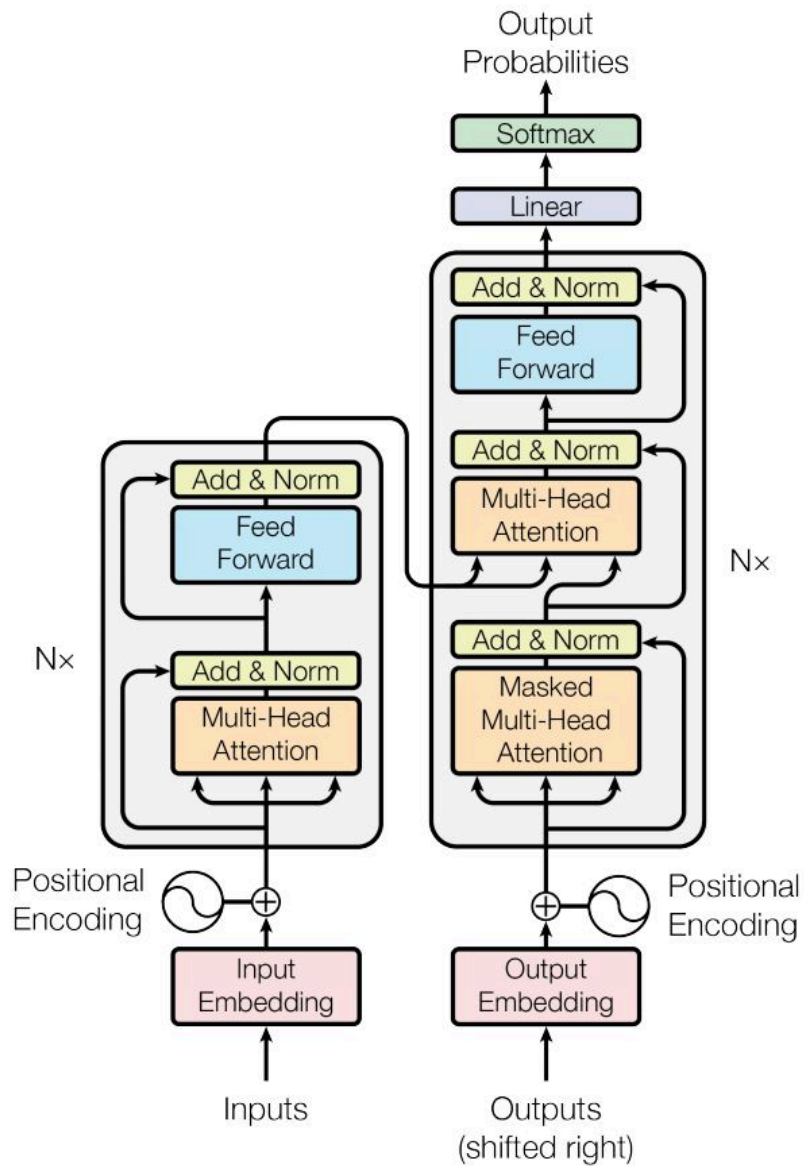 Output
Probabilities
Softmax
Linear
Add & Norm
Feed
Forward
Add & Norm
Multi-Head
Attention
Add & Norm
Masked
Multi-Head
Attention
N×
Add & Norm
Feed
Forward
Add & Norm
Multi-Head
Attention
N×
Positional
Encoding
Positional
Encoding
Input
Embedding
Output
Embedding
Inputs
Outputs
(shifted right)